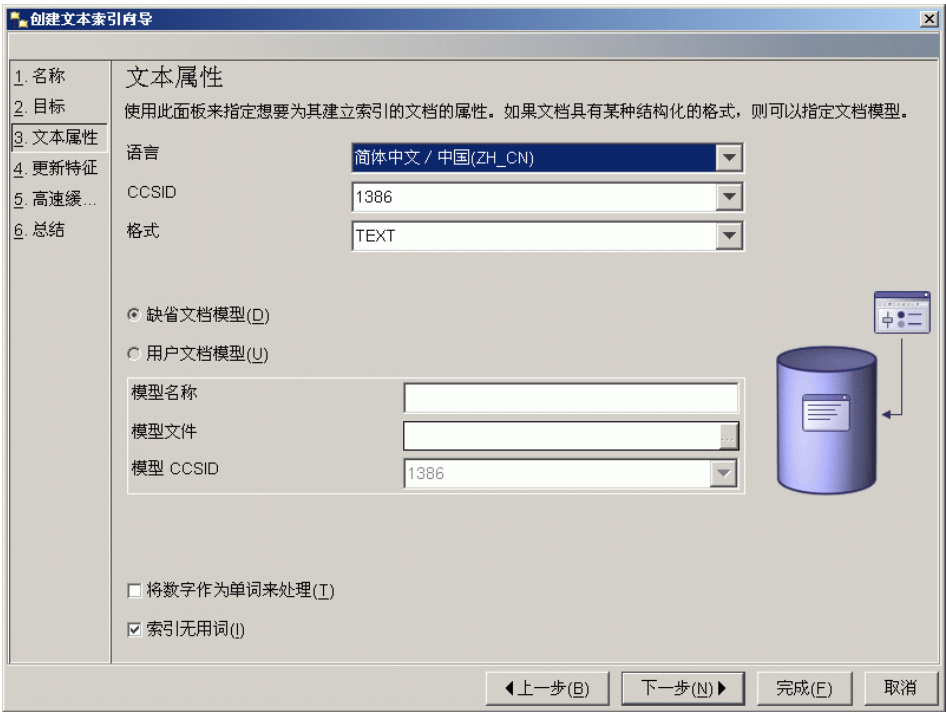 创建文本索引向导
1. 名称
2. 目标
3. 文本属性
4. 更新特征
5. 高速缓...
6. 总结
文本属性
使用此面板来指定想要为其建立索引的文档的属性。如果文档具有某种结构化的格式，则可以指定文档模型。
语言
简体中文 / 中国(ZH_CN)
CCSID
1386
格式
TEXT
缺省文档模型(D)
用户文档模型(U)
模型名称
模型文件
...
模型 CCSID
1386
将数字作为单词来处理(T)
索引无用词(I)
上一步(B)
下一步(N)
完成(F)
取消